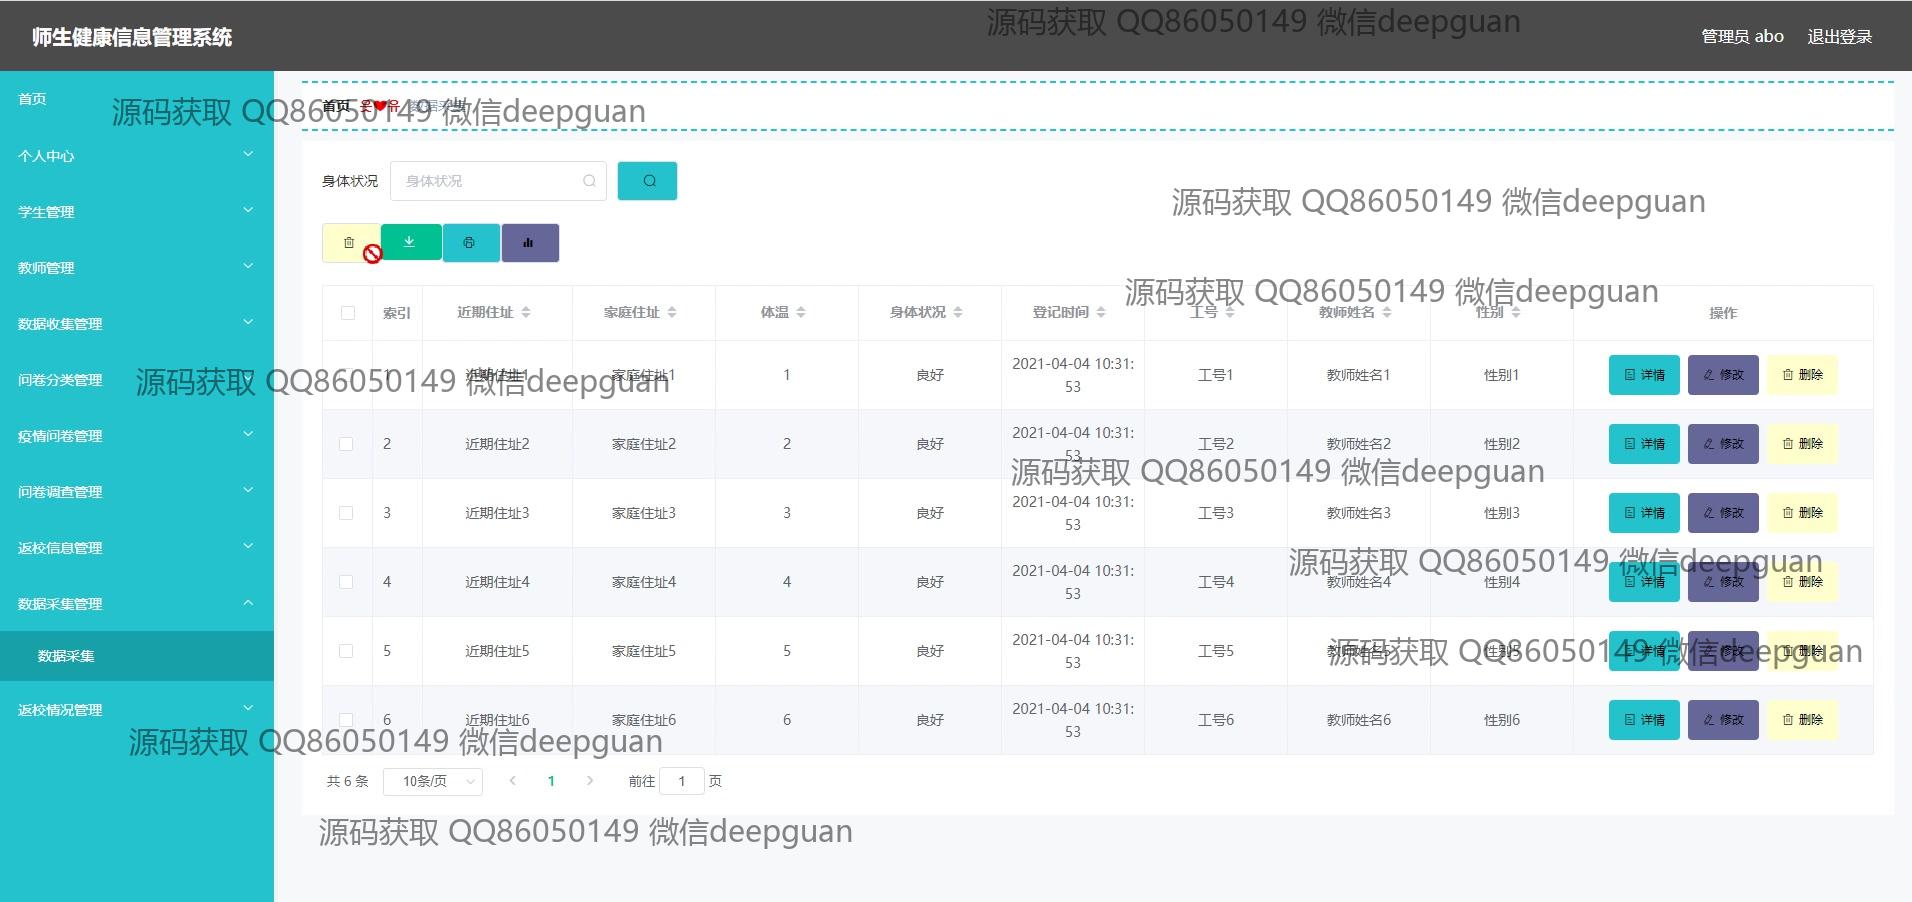 师生健康信息管理系统
源码获取 QQ86050149 微信deepguan
管理员 abo 退出登录
首页
个人中心
学生管理
教师管理
数据收集管理
问卷分类管理
疫情问卷管理
问卷调查管理
返校信息管理
数据采集管理
数据采集
返校情况管理
首页 数据采集
源码获取 QQ86050149 微信deepguan
身体状况 身体状况
源码获取 QQ86050149 微信deepguan
源码获取 QQ86050149 微信deepguan
索引 近期住址 家庭住址 体温 身体状况 登记时间 工号 教师姓名 性别 操作
1 近期住址1 家庭住址1 1 良好 2021-04-04 10:31:53 工号1 教师姓名1 性别1 详情 修改 删除
源码获取 QQ86050149 微信deepguan
2 近期住址2 家庭住址2 2 良好 2021-04-04 10:31:53 工号2 教师姓名2 性别2 详情 修改 删除
源码获取 QQ86050149 微信deepguan
3 近期住址3 家庭住址3 3 良好 2021-04-04 10:31:53 工号3 教师姓名3 性别3 详情 修改 删除
源码获取 QQ86050149 微信deepguan
4 近期住址4 家庭住址4 4 良好 2021-04-04 10:31:53 工号4 教师姓名4 性别4 详情 修改 删除
5 近期住址5 家庭住址5 5 良好 2021-04-04 10:31:53 工号5 教师姓名5 性别5 详情 修改 删除
源码获取 QQ86050149 微信deepguan
6 近期住址6 家庭住址6 6 良好 2021-04-04 10:31:53 工号6 教师姓名6 性别6 详情 修改 删除
源码获取 QQ86050149 微信deepguan
共 6 条 10条/页 1 前往 1 页
源码获取 QQ86050149 微信deepguan